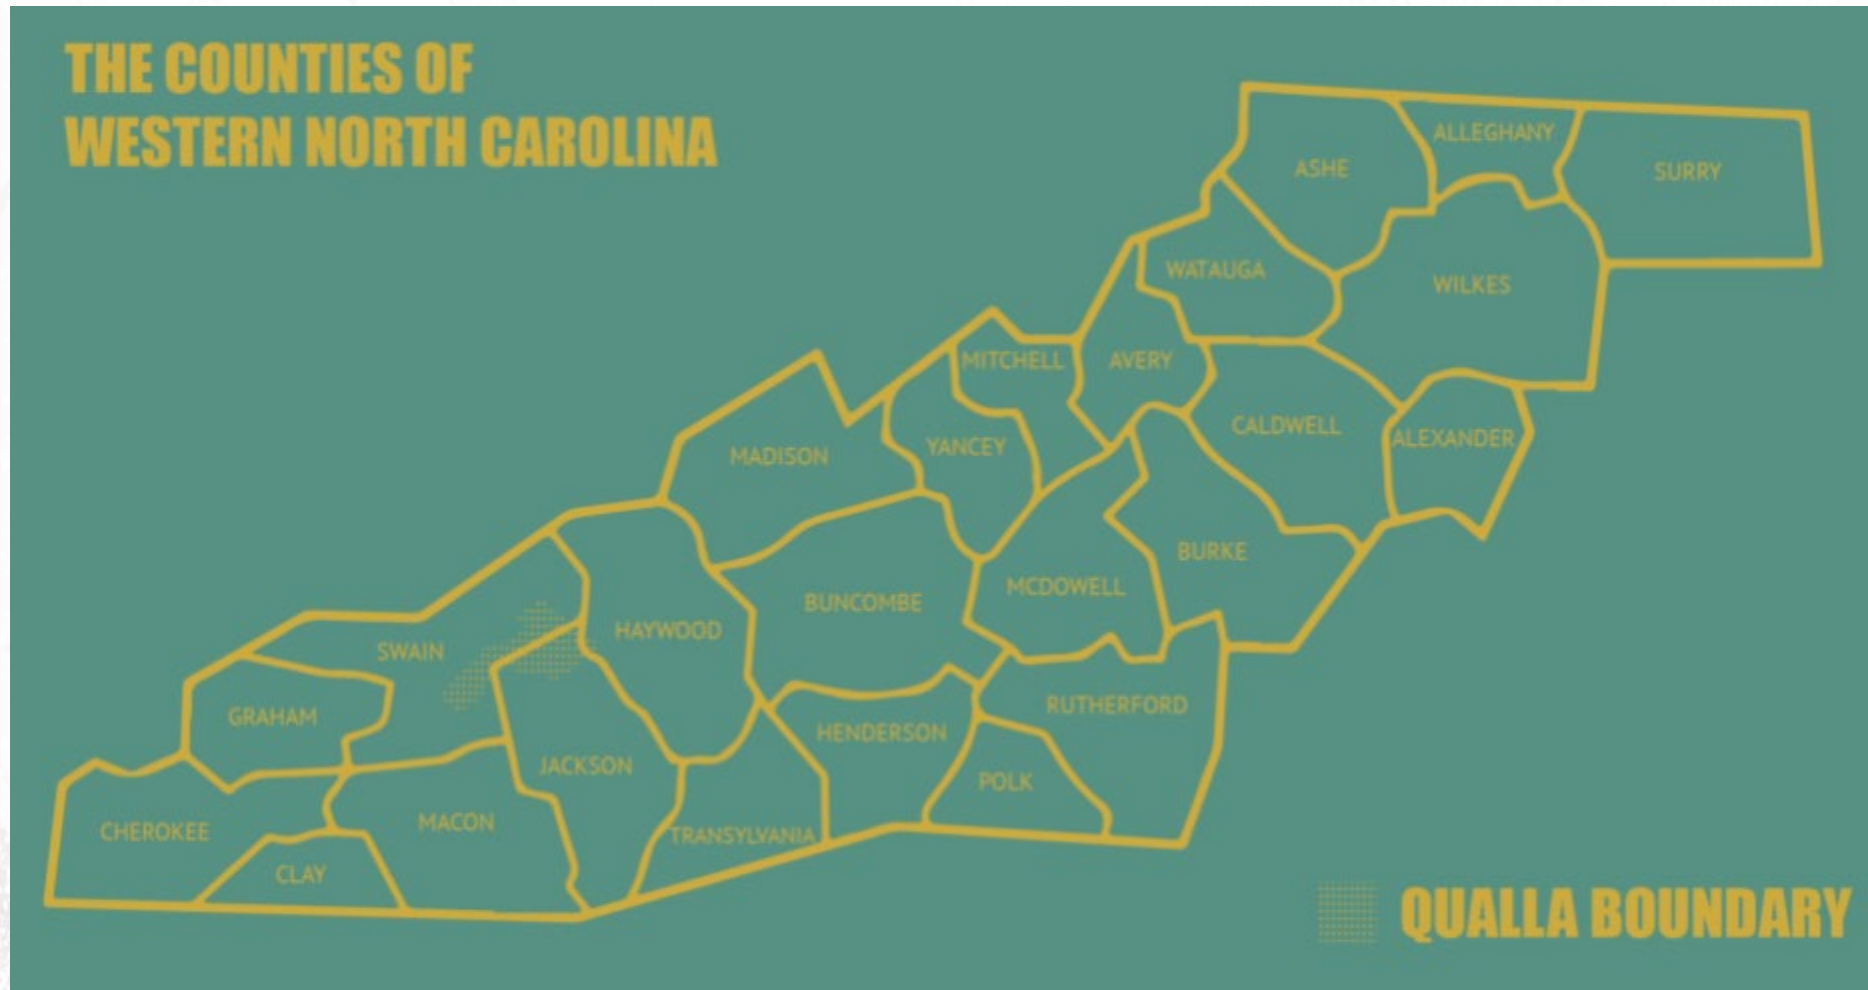 THE COUNTIES OF
WESTERN NORTH CAROLINA
ALLEGHANY
ASHE
SURRY
WATAUGA
WILKES
MITCHELL
AVERY
CALDWELL
ALEXANDER
YANCEY
MADISON
BURKE
MCDOWELL
BUNCOMBE
HAYWOOD
SWAIN
RUTHERFORD
GRAHAM
HENDERSON
JACKSON
POLK
MACON
CHEROKEE
TRANSYLVANIA
CLAY
QUALLA BOUNDARY